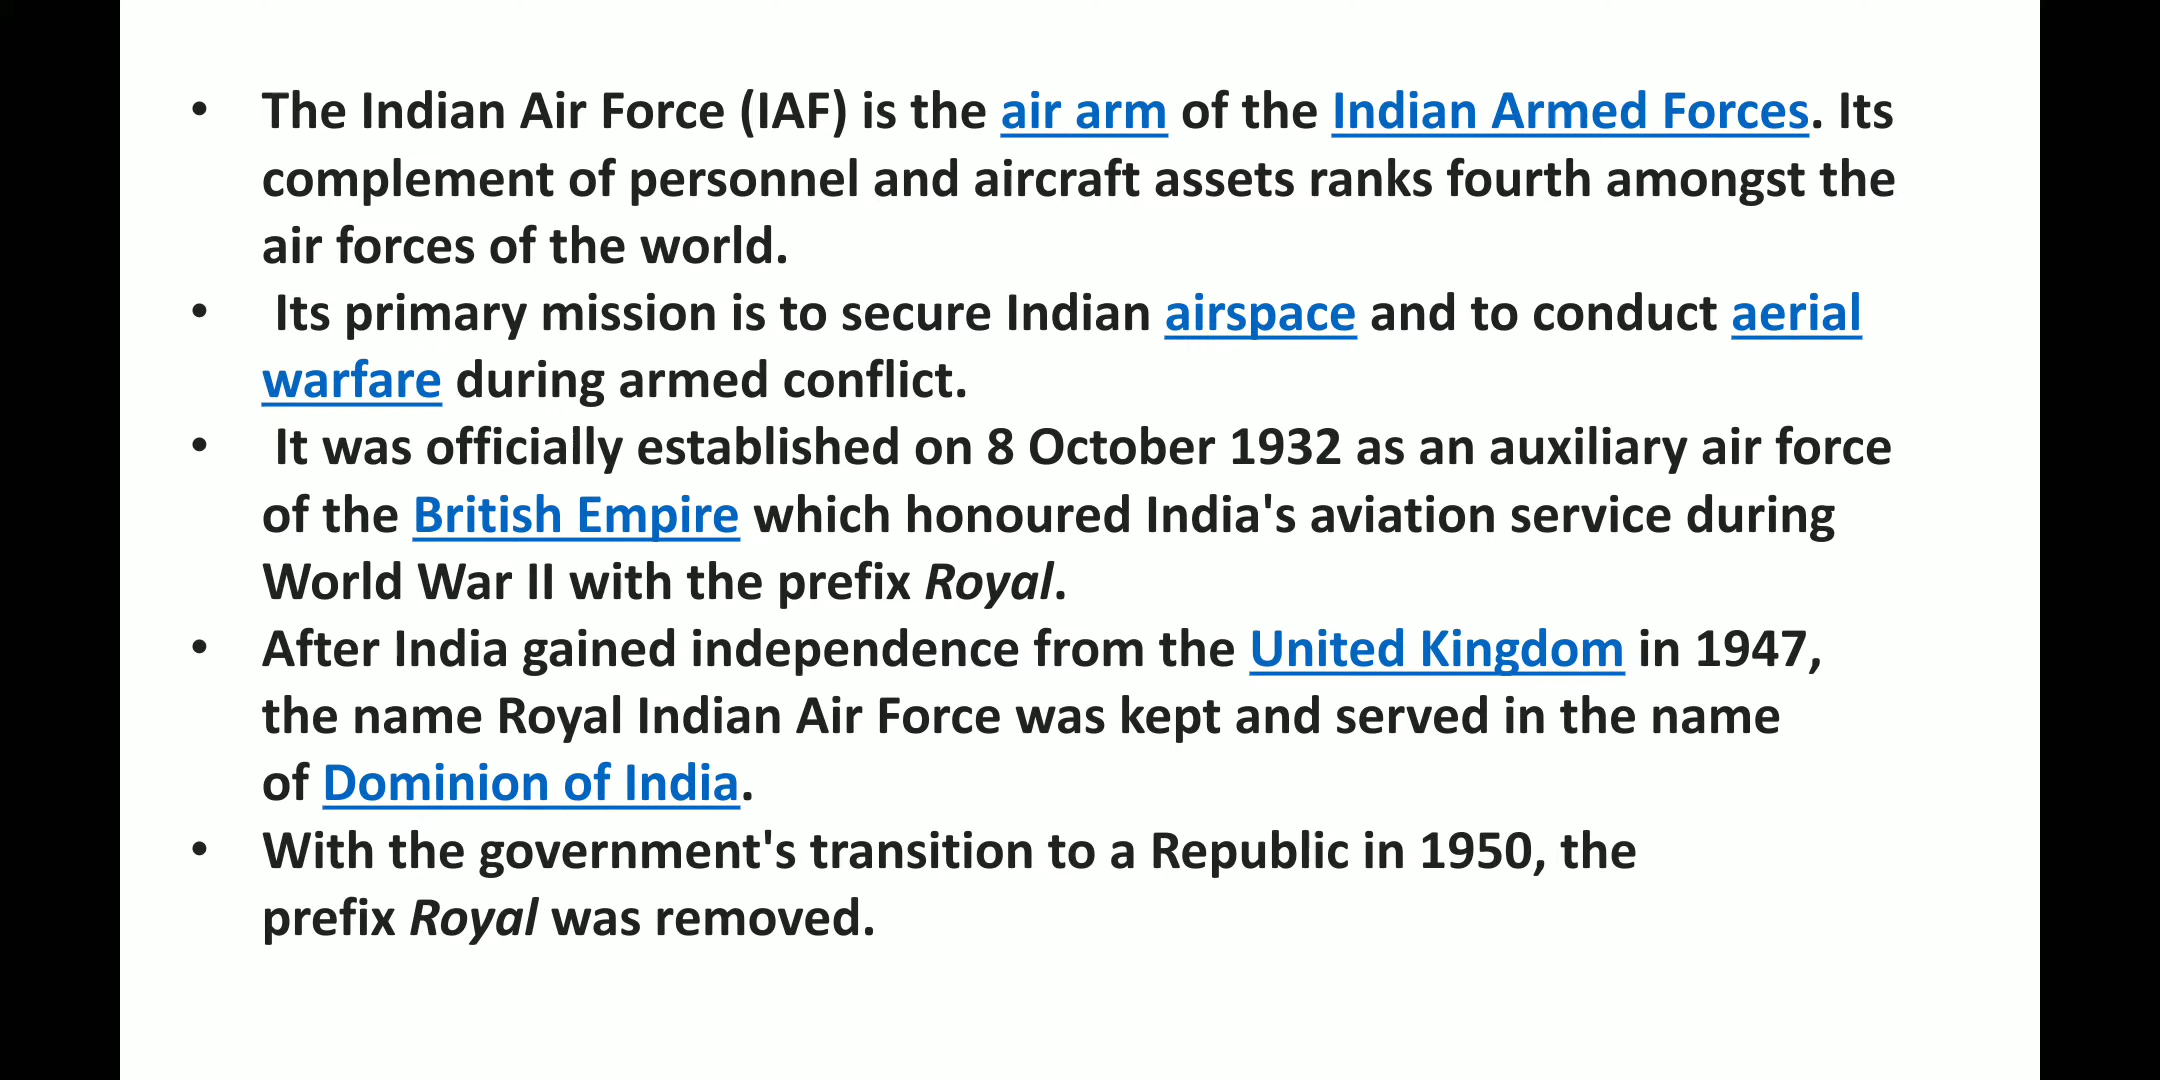 • The Indian Air Force (IAF) is the air arm of the Indian Armed Forces. Its
complement of personnel and aircraft assets ranks fourth amongst the
air forces of the world.
• Its primary mission is to secure Indian airspace and to conduct aerial
warfare during armed conflict.
• It was officially established on 8 October 1932 as an auxiliary air force
of the British Empire which honoured India's aviation service during
World War II with the prefix Royal.
• After India gained independence from the United Kingdom in 1947,
the name Royal Indian Air Force was kept and served in the name
of Dominion of India.
• With the government's transition to a Republic in 1950, the
prefix Royal was removed.